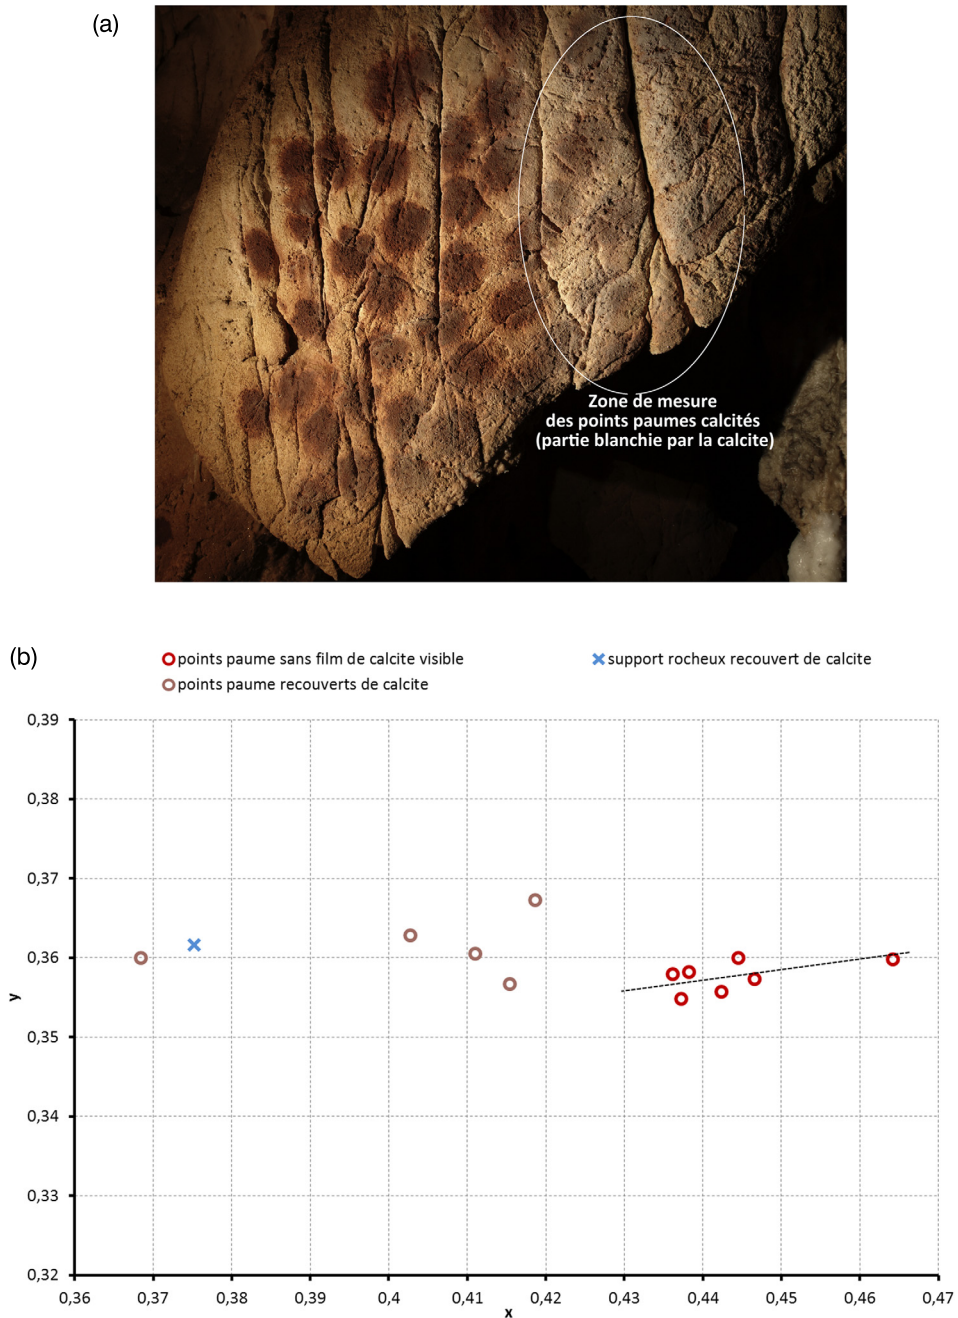 (a)
Zone de mesure
des points paumes calcités
(partie blanchie par la calcite)
(b)
points paume sans film de calcite visible
support rocheux recouvert de calcite
points paume recouverts de calcite
0,39
0,38
0,37
0,36
0,35
0,34
0,33
0,32
y
0,36 0,37 0,38 0,39 0,4 0,41 0,42 0,43 0,44 0,45 0,46 0,47
x